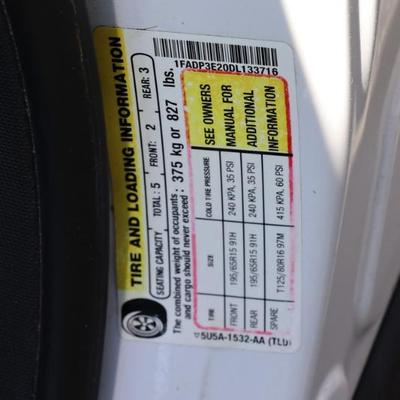 1FADP3E20DL133716
TIRE AND LOADING INFORMATION
SEATING CAPACITY TOTAL: 5 FRONT: 2 REAR: 3
The combined weight of occupants
and cargo should never exceed : 375 kg or 827 lbs.
TIRE SIZE COLD TIRE PRESSURE
FRONT 195/65R15 91H 240 KPA, 35 PSI
REAR 195/65R15 91H 240 KPA, 35 PSI
SPARE T125/80R16 97M 415 KPA, 60 PSI
SEE OWNERS
MANUAL FOR
ADDITIONAL
INFORMATION
5U5A-1532-AA (TLU)